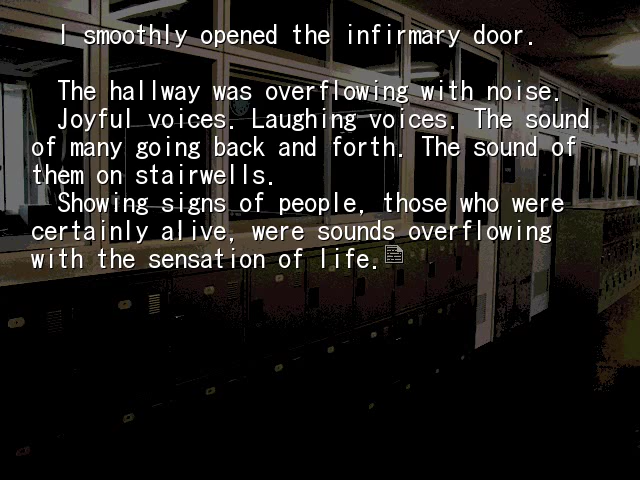 I smoothly opened the infirmary door.
The hallway was overflowing with noise.
Joyful voices. Laughing voices. The sound
of many going back and forth. The sound of
them on stairwells.
Showing signs of people, those who were
certainly alive, were sounds overflowing
with the sensation of life.